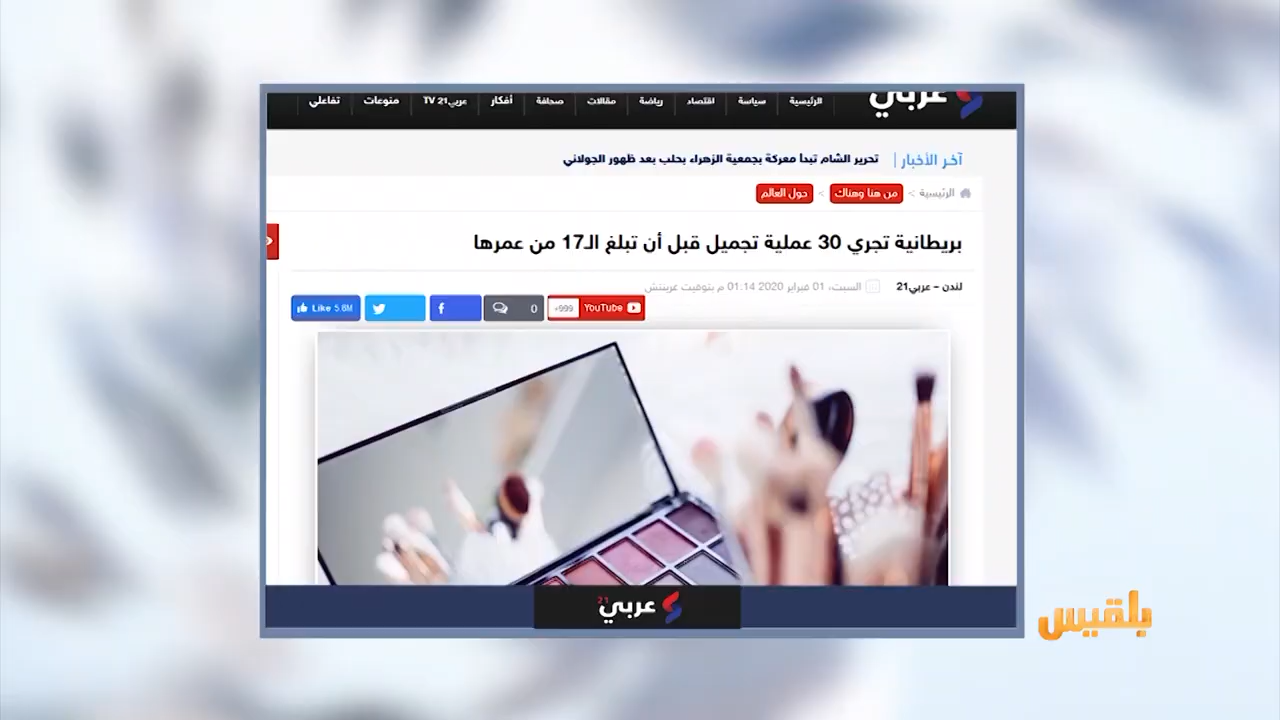 عربي
الرئيسية سياسة اقتصاد رياضة مقالات صحافة أفكار عربي21 TV منوعات تفاعلي
آخر الأخبار | تحرير الشام تبدأ معركة بجمعية الزهراء بحلب بعد ظهور الجولاني
الرئيسية > من هنا وهناك > حول العالم
بريطانية تجري 30 عملية تجميل قبل أن تبلغ الـ17 من عمرها
لندن – عربي21 السبت، 01 فبراير 2020 01:14 م بتوقيت غرينتش
Like 5.6M 0 +999 YouTube
عربي 21
بلقيس